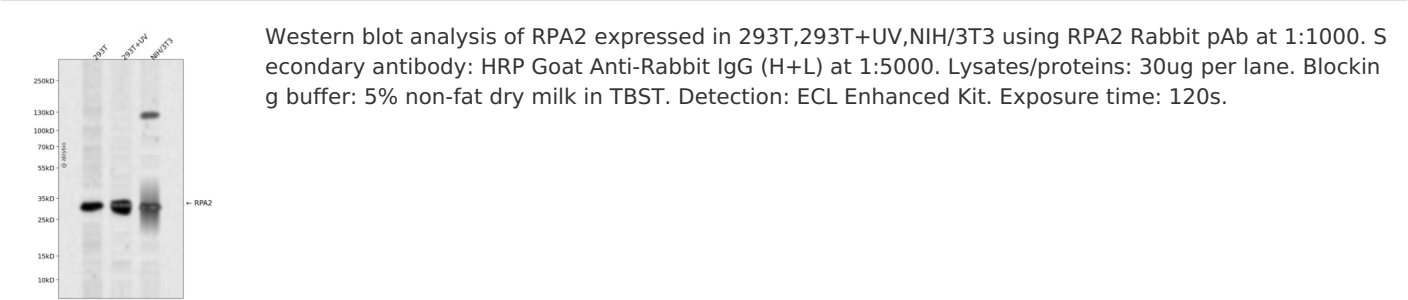 293T
293T+UV
NIH/3T3
250kD
130kD
100kD
70kD
55kD
35kD
25kD
15kD
10kD
← RPA2
Western blot analysis of RPA2 expressed in 293T,293T+UV,NIH/3T3 using RPA2 Rabbit pAb at 1:1000. S
econdary antibody: HRP Goat Anti-Rabbit IgG (H+L) at 1:5000. Lysates/proteins: 30ug per lane. Blockin
g buffer: 5% non-fat dry milk in TBST. Detection: ECL Enhanced Kit. Exposure time: 120s.